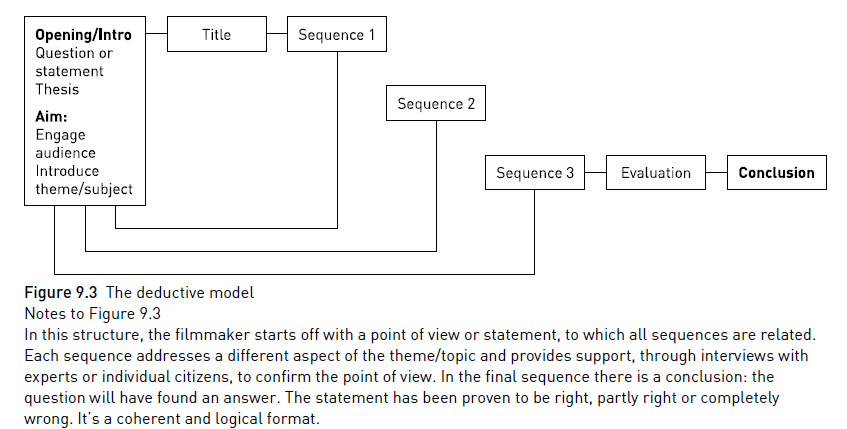 Opening/Intro
Question or
statement
Thesis
Aim:
Engage
audience
Introduce
theme/subject
Title
Sequence 1
Sequence 2
Sequence 3
Evaluation
Conclusion
Figure 9.3 The deductive model
Notes to Figure 9.3
In this structure, the filmmaker starts off with a point of view or statement, to which all sequences are related.
Each sequence addresses a different aspect of the theme/topic and provides support, through interviews with
experts or individual citizens, to confirm the point of view. In the final sequence there is a conclusion: the
question will have found an answer. The statement has been proven to be right, partly right or completely
wrong. It’s a coherent and logical format.